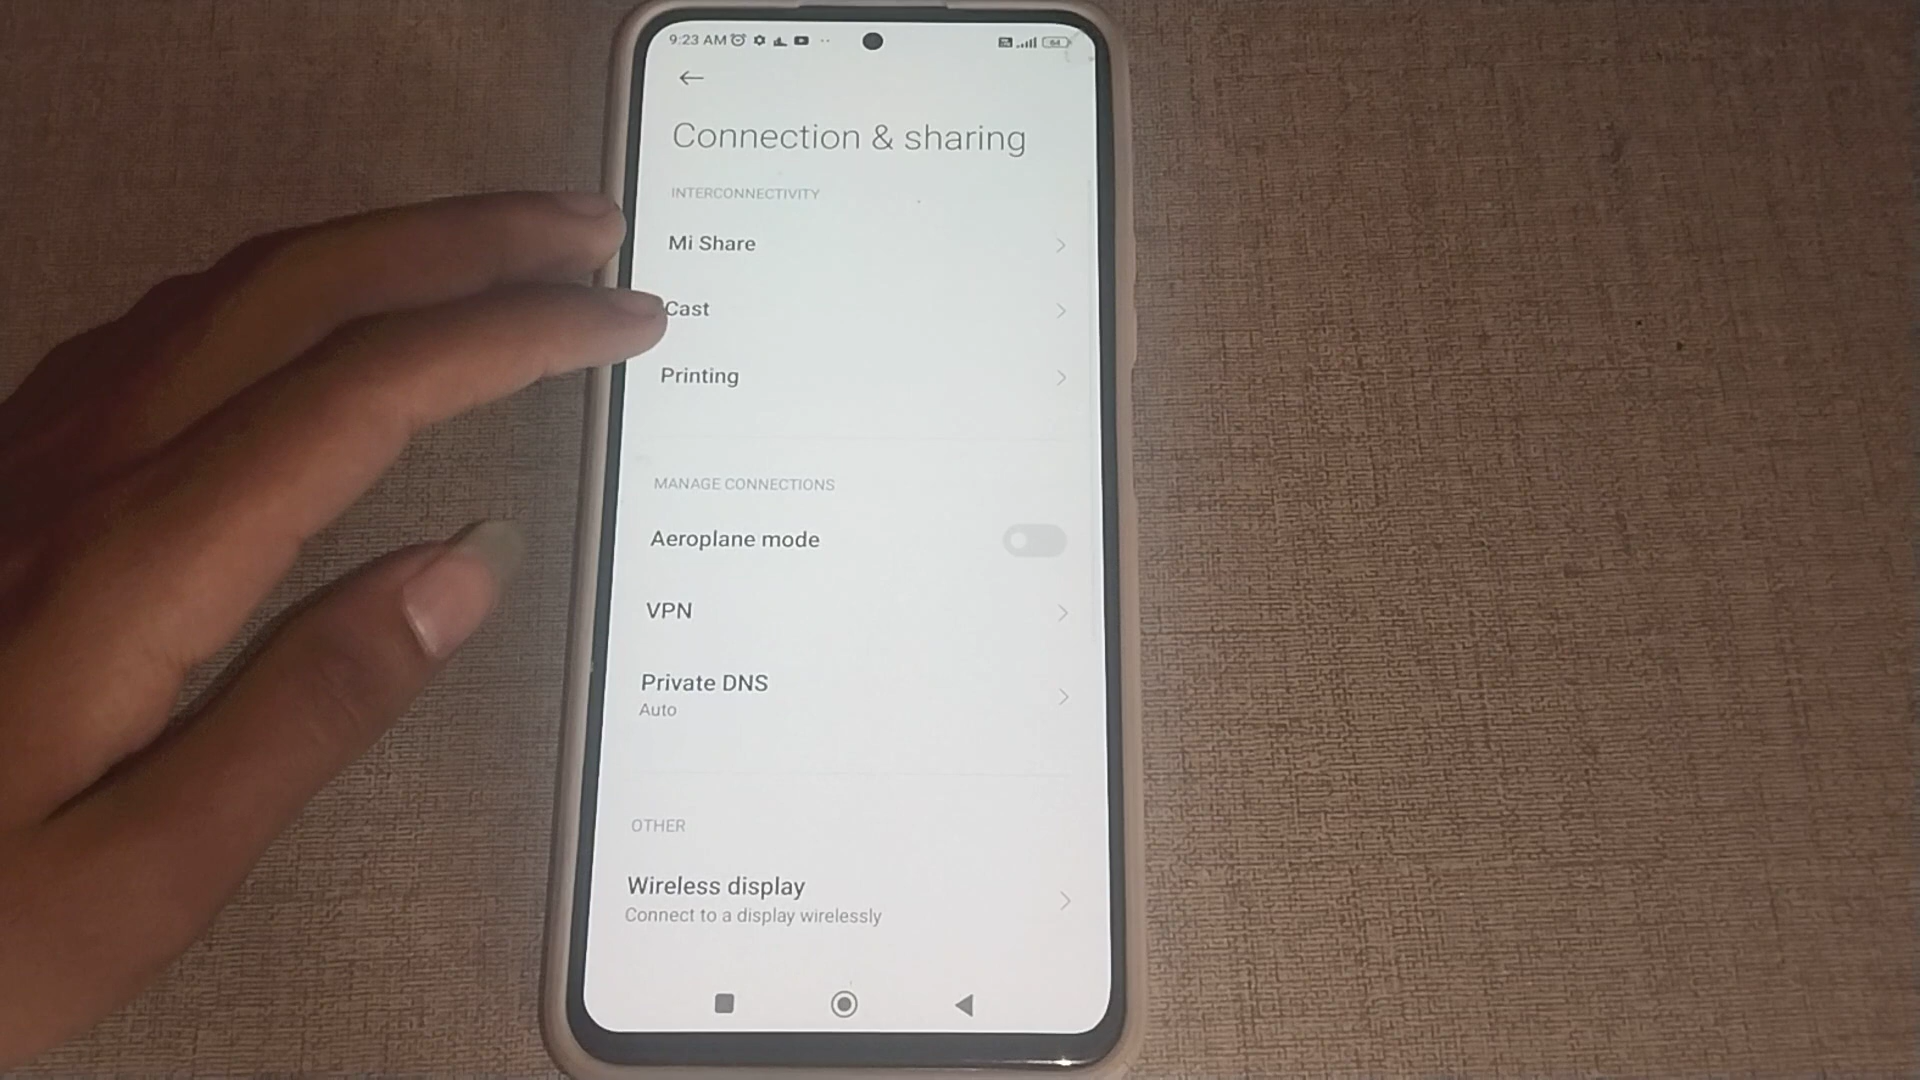 9:23 AM
64
Connection & sharing
INTERCONNECTIVITY
Mi Share
Cast
Printing
MANAGE CONNECTIONS
Aeroplane mode
VPN
Private DNS
Auto
OTHER
Wireless display
Connect to a display wirelessly